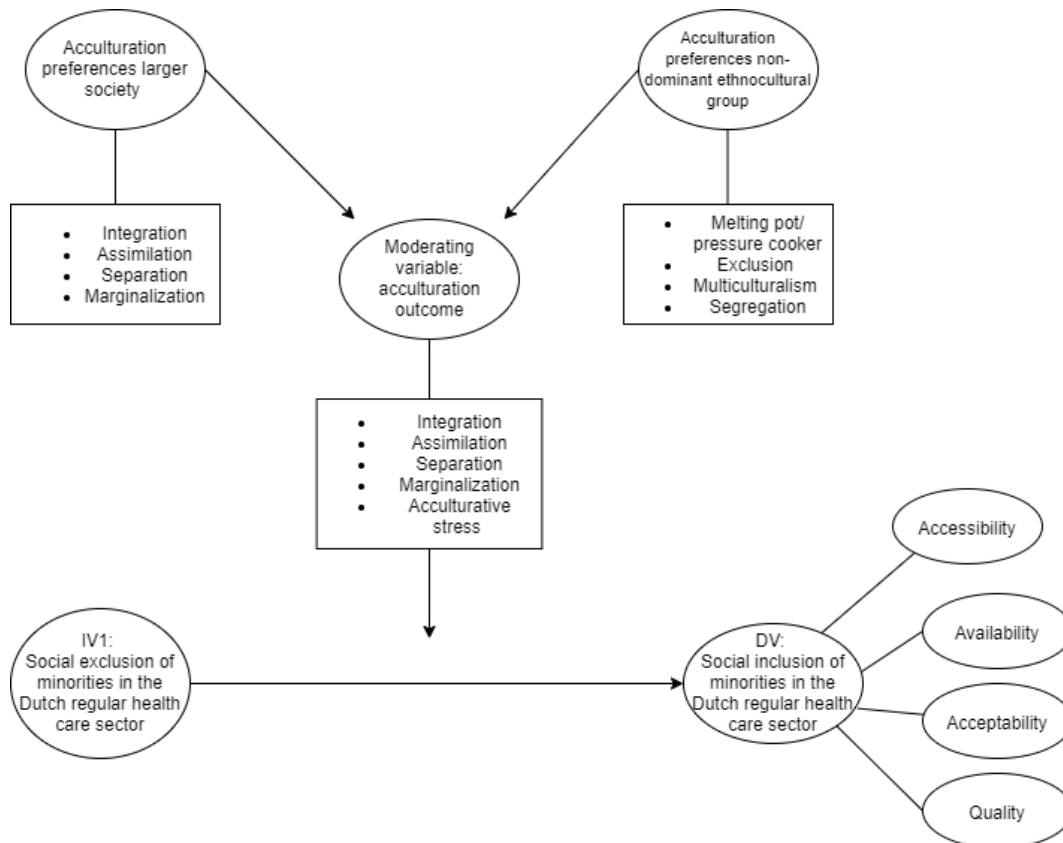 Acculturation
preferences larger
society
Acculturation
preferences non-
dominant ethnocultural
group
• Integration
• Assimilation
• Separation
• Marginalization
Moderating
variable:
acculturation
outcome
• Melting pot/
pressure cooker
• Exclusion
• Multiculturalism
• Segregation
• Integration
• Assimilation
• Separation
• Marginalization
• Acculturative
stress
IV1:
Social exclusion of
minorities in the
Dutch regular health
care sector
DV:
Social inclusion of
minorities in the
Dutch regular health
care sector
Accessibility
Availability
Acceptability
Quality